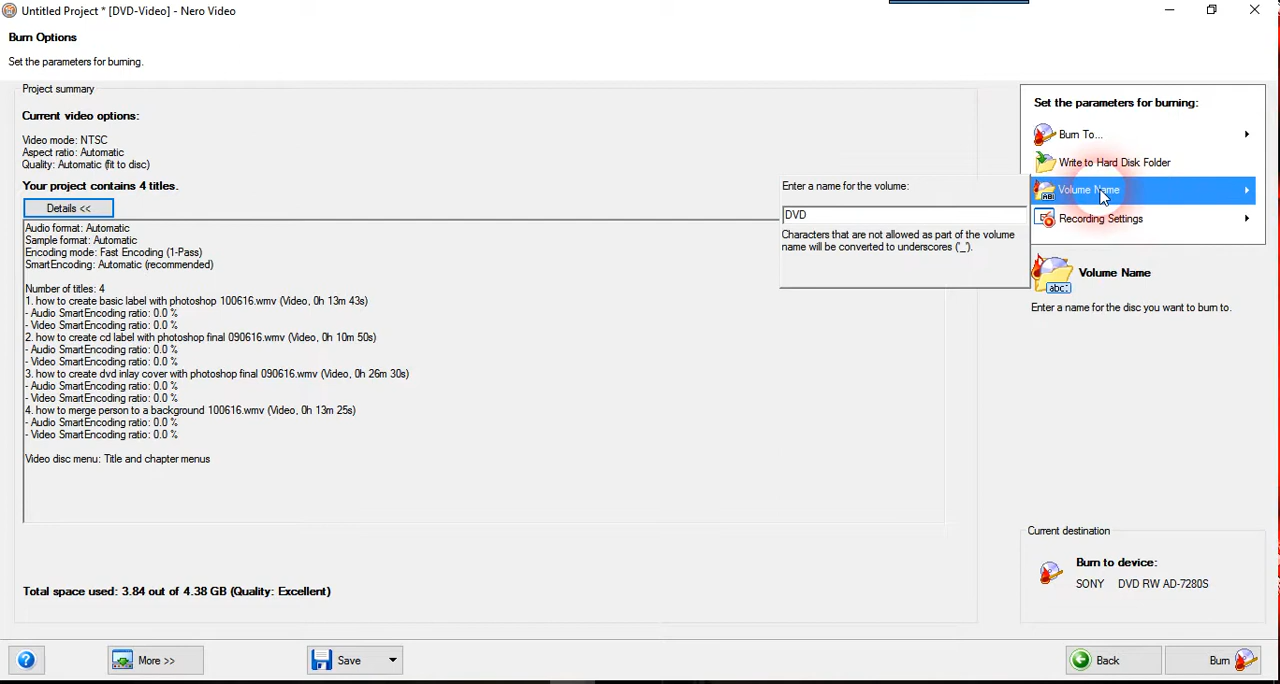 Untitled Project * [DVD-Video] - Nero Video
Burn Options
Set the parameters for burning.
Project summary
Current video options:
Video mode: NTSC
Aspect ratio: Automatic
Quality: Automatic (fit to disc)
Your project contains 4 titles.
Details <<
Audio format: Automatic
Sample format: Automatic
Encoding mode: Fast Encoding (1-Pass)
SmartEncoding: Automatic (recommended)
Number of titles: 4
1. how to create basic label with photoshop 100616.wmv (Video, 0h 13m 43s)
- Audio SmartEncoding ratio: 0.0 %
- Video SmartEncoding ratio: 0.0 %
2. how to create cd label with photoshop final 090616.wmv (Video, 0h 10m 50s)
- Audio SmartEncoding ratio: 0.0 %
- Video SmartEncoding ratio: 0.0 %
3. how to create dvd inlay cover with photoshop final 090616.wmv (Video, 0h 26m 30s)
- Audio SmartEncoding ratio: 0.0 %
- Video SmartEncoding ratio: 0.0 %
4. how to merge person to a background 100616.wmv (Video, 0h 13m 25s)
- Audio SmartEncoding ratio: 0.0 %
- Video SmartEncoding ratio: 0.0 %
Video disc menu: Title and chapter menus
Total space used: 3.84 out of 4.38 GB (Quality: Excellent)
Enter a name for the volume:
DVD
Characters that are not allowed as part of the volume
name will be converted to underscores ('_').
Set the parameters for burning:
Burn To...
Write to Hard Disk Folder
Volume Name
Recording Settings
abc:
Volume Name
Enter a name for the disc you want to burn to.
Current destination
Burn to device:
SONY DVD RW AD-7280S
More >>
Save
Back
Burn